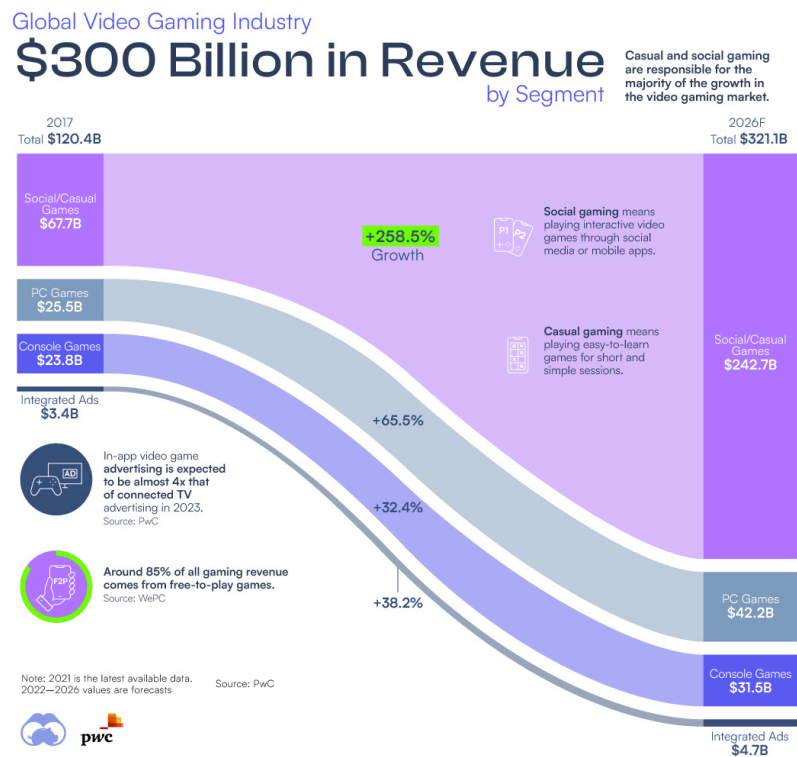 Global Video Gaming Industry
$300 Billion in Revenue
by Segment
Casual and social gaming
are responsible for the
majority of the growth in
the video gaming market.
2017
Total $120.4B
2026F
Total $321.1B
Social/Casual
Games
$67.7B
+258.5%
Growth
P1 P2
Social gaming means
playing interactive video
games through social
media or mobile apps.
PC Games
$25.5B
Console Games
$23.8B
Casual gaming means
playing easy-to-learn
games for short and
simple sessions.
Social/Casual
Games
$242.7B
Integrated Ads
$3.4B
+65.5%
AD
In-app video game
advertising is expected
to be almost 4x that
of connected TV
advertising in 2023.
Source: PwC
+32.4%
F2P
Around 85% of all gaming revenue
comes from free-to-play games.
Source: WePC
+38.2%
PC Games
$42.2B
Console Games
$31.5B
Note: 2021 is the latest available data.
2022—2026 values are forecasts
Source: PwC
pwc
Integrated Ads
$4.7B